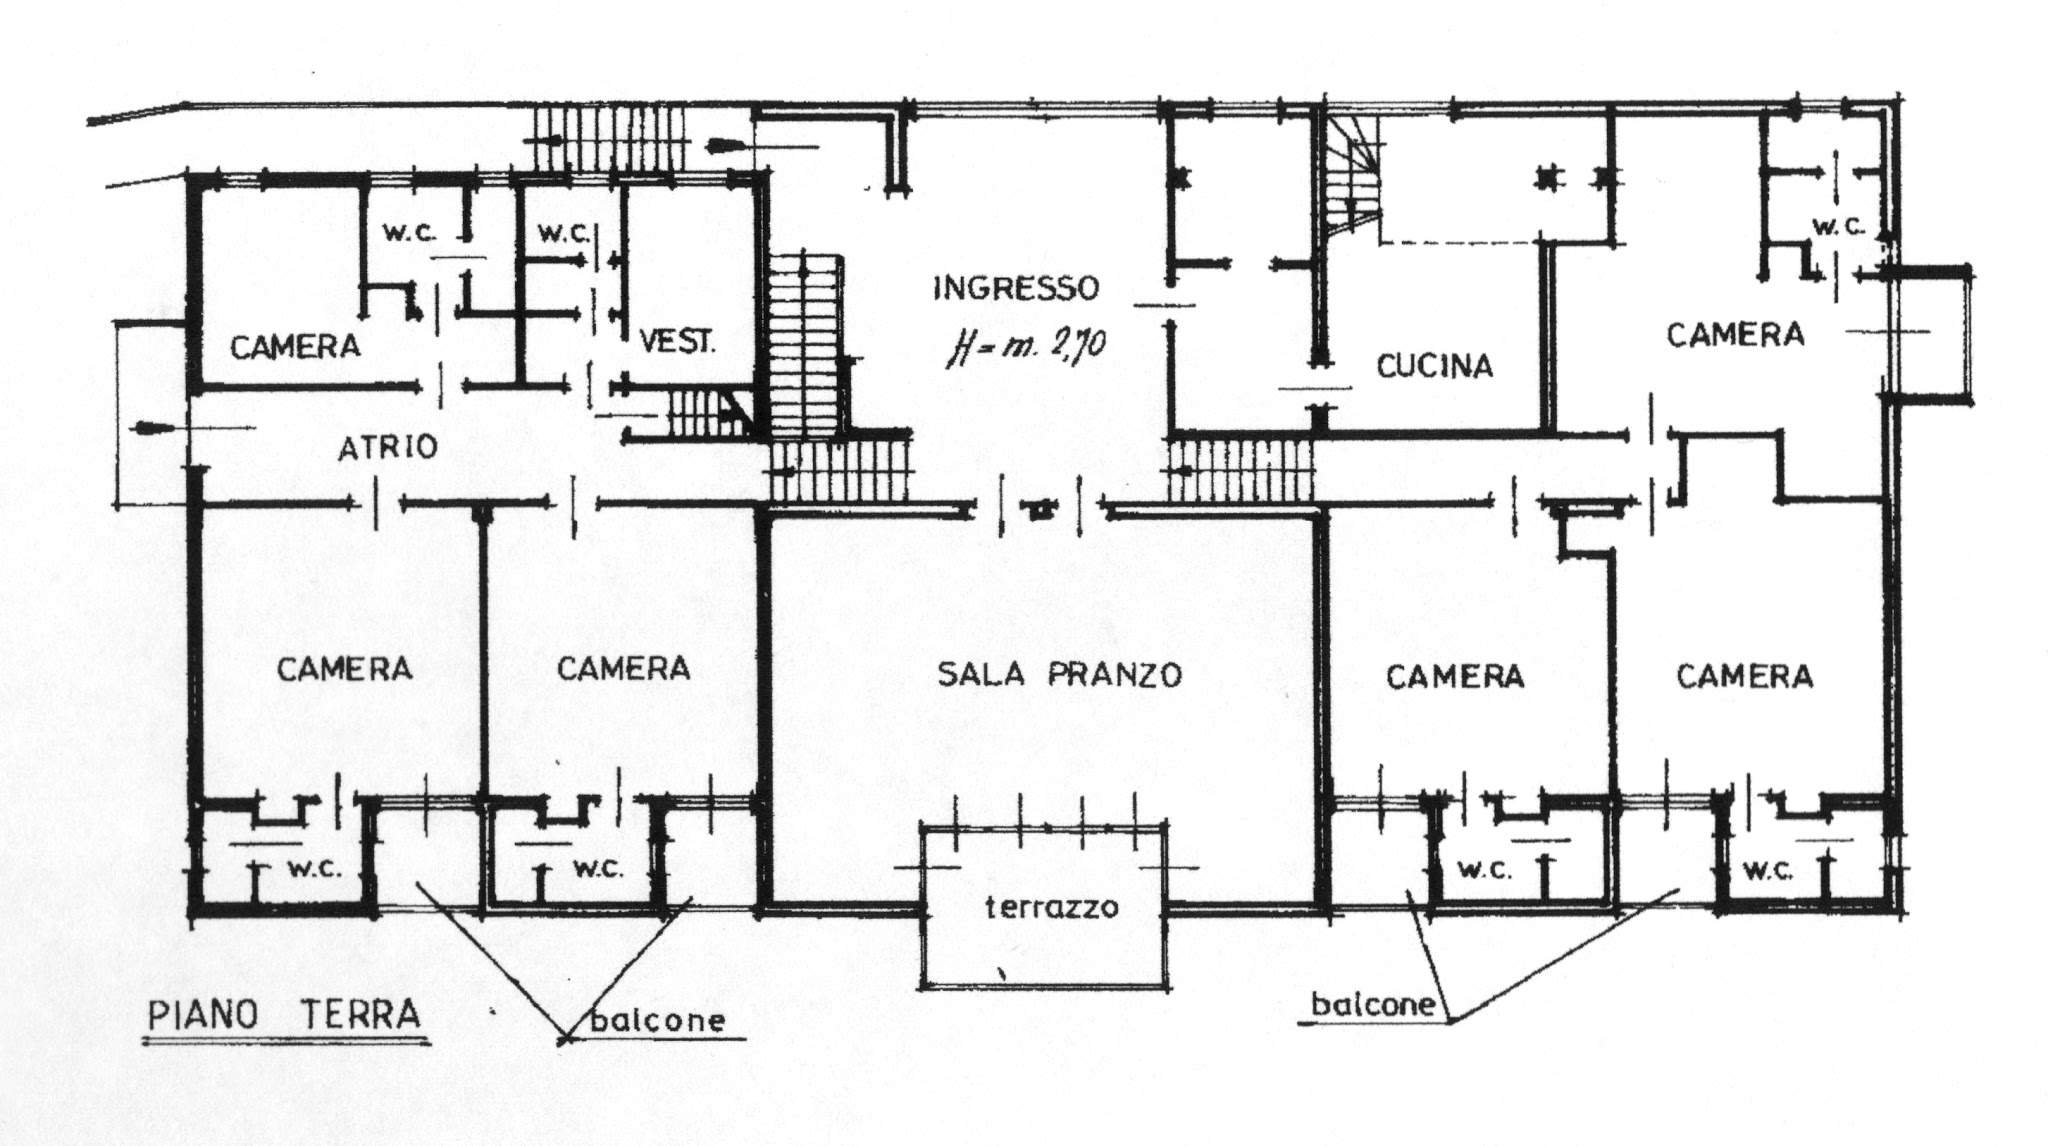 W.C.
W.C.
W.C.
INGRESSO
H = m. 2,70
CAMERA
VEST.
CAMERA
CUCINA
ATRIO
CAMERA
CAMERA
SALA PRANZO
CAMERA
CAMERA
W.C.
W.C.
W.C.
W.C.
terrazzo
PIANO TERRA
balcone
balcone